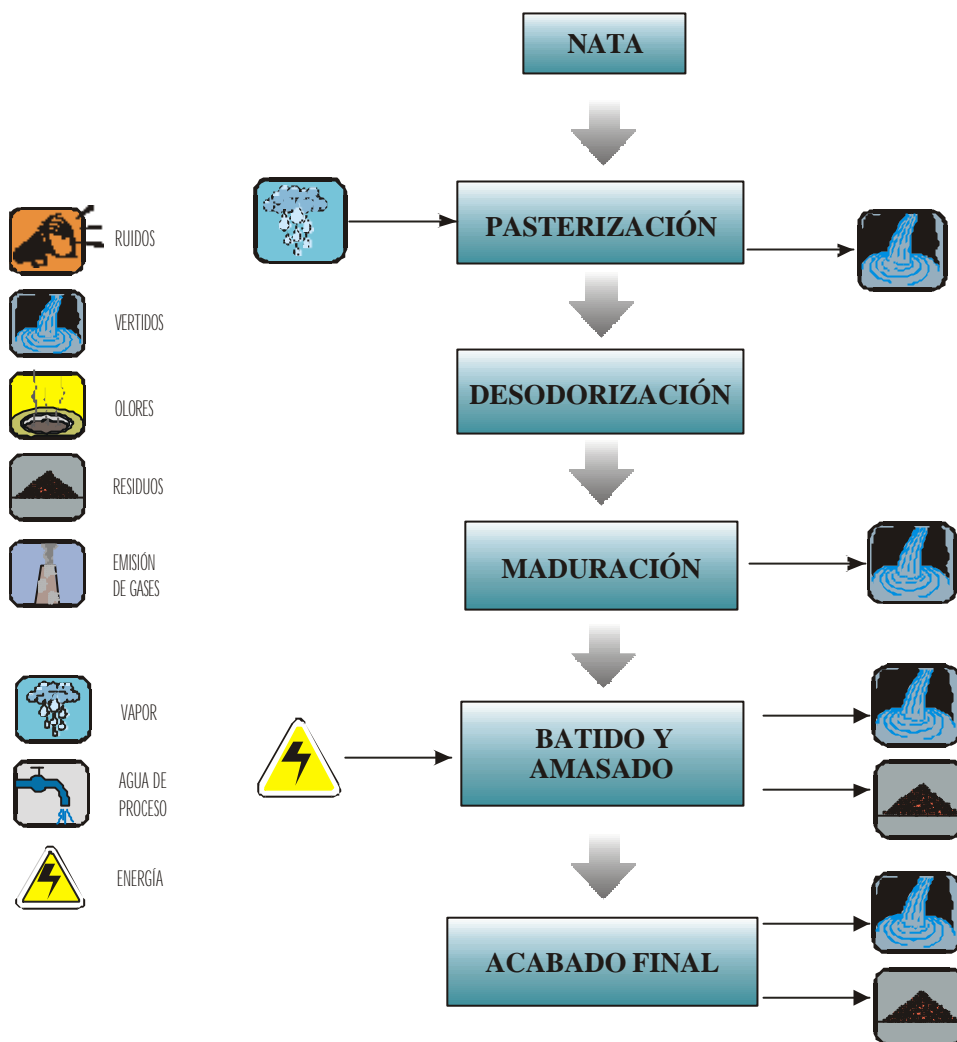 NATA
PASTERIZACIÓN
DESODORIZACIÓN
MADURACIÓN
BATIDO Y
AMASADO
ACABADO FINAL
RUIDOS
VERTIDOS
OLORES
RESIDUOS
EMISIÓN
DE GASES
VAPOR
AGUA DE
PROCESO
ENERGÍA